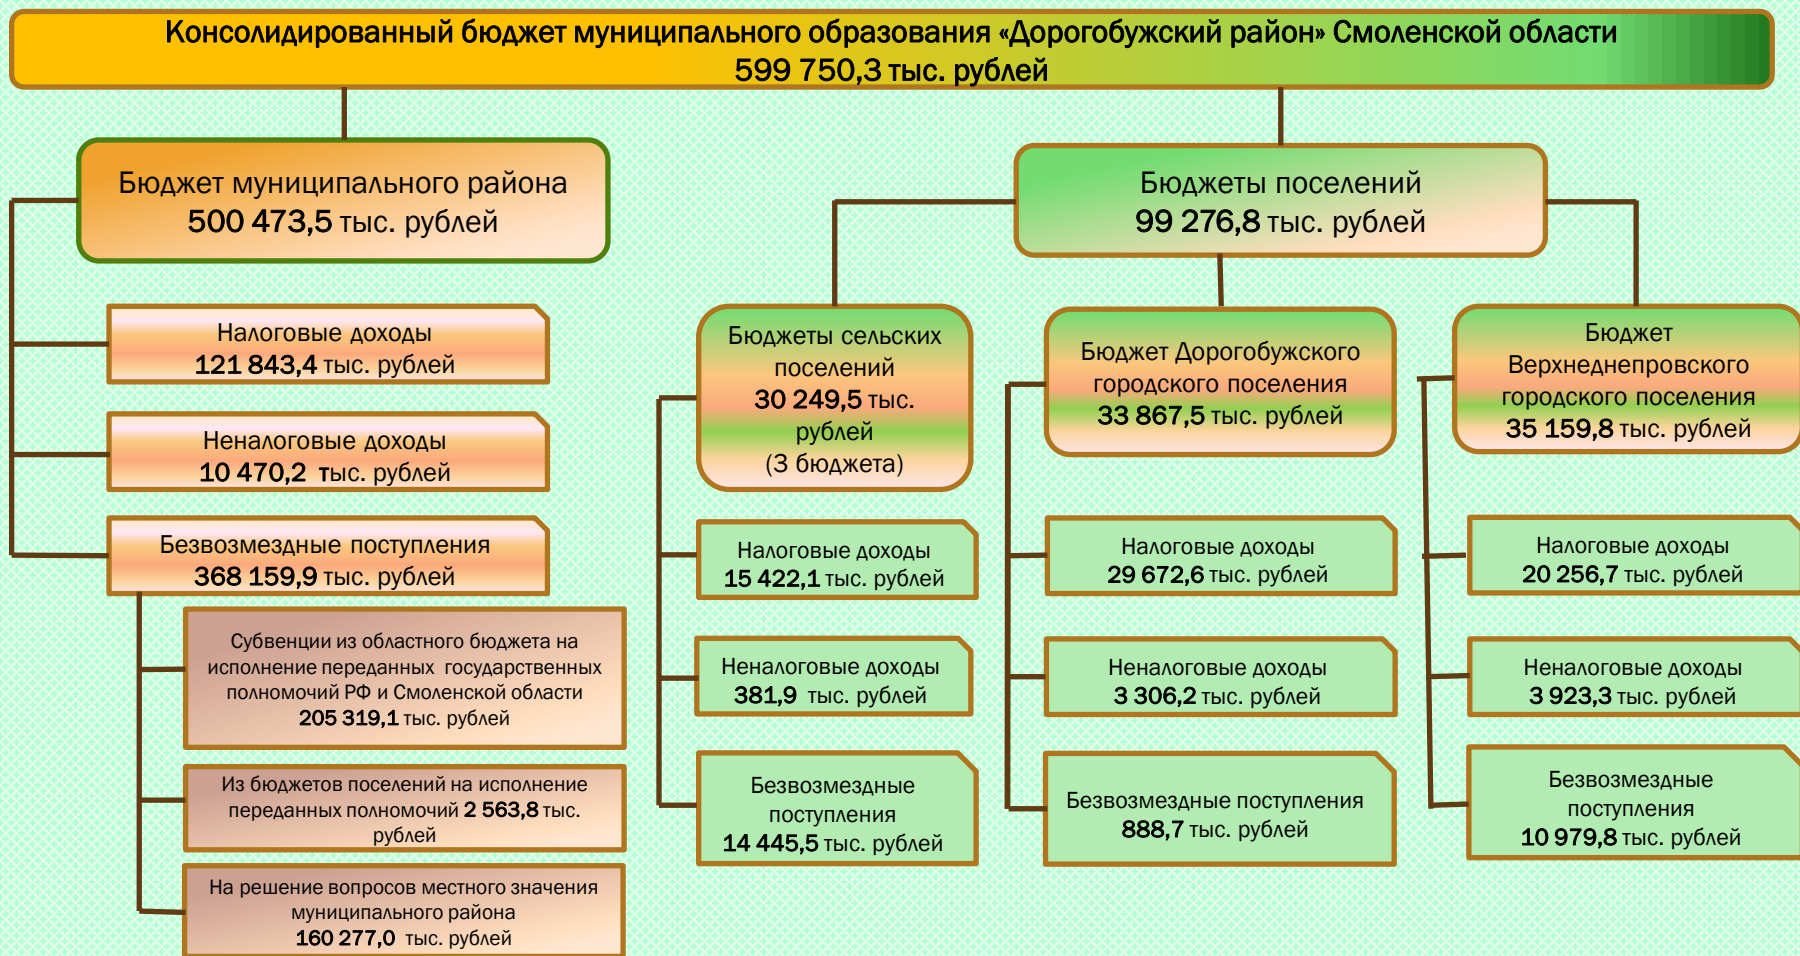 Консолидированный бюджет муниципального образования «Дорогобужский район» Смоленской области
599 750,3 тыс. рублей
Бюджет муниципального района
500 473,5 тыс. рублей
Налоговые доходы
121 843,4 тыс. рублей
Неналоговые доходы
10 470,2 тыс. рублей
Безвозмездные поступления
368 159,9 тыс. рублей
Субвенции из областного бюджета на
исполнение переданных государственных
полномочий РФ и Смоленской области
205 319,1 тыс. рублей
Из бюджетов поселений на исполнение
переданных полномочий 2 563,8 тыс.
рублей
На решение вопросов местного значения
муниципального района
160 277,0 тыс. рублей
Бюджеты поселений
99 276,8 тыс. рублей
Бюджеты сельских
поселений
30 249,5 тыс.
рублей
(3 бюджета)
Налоговые доходы
15 422,1 тыс. рублей
Неналоговые доходы
381,9 тыс. рублей
Безвозмездные
поступления
14 445,5 тыс. рублей
Бюджет Дорогобужского
городского поселения
33 867,5 тыс. рублей
Налоговые доходы
29 672,6 тыс. рублей
Неналоговые доходы
3 306,2 тыс. рублей
Безвозмездные поступления
888,7 тыс. рублей
Бюджет
Верхнеднепровского
городского поселения
35 159,8 тыс. рублей
Налоговые доходы
20 256,7 тыс. рублей
Неналоговые доходы
3 923,3 тыс. рублей
Безвозмездные
поступления
10 979,8 тыс. рублей